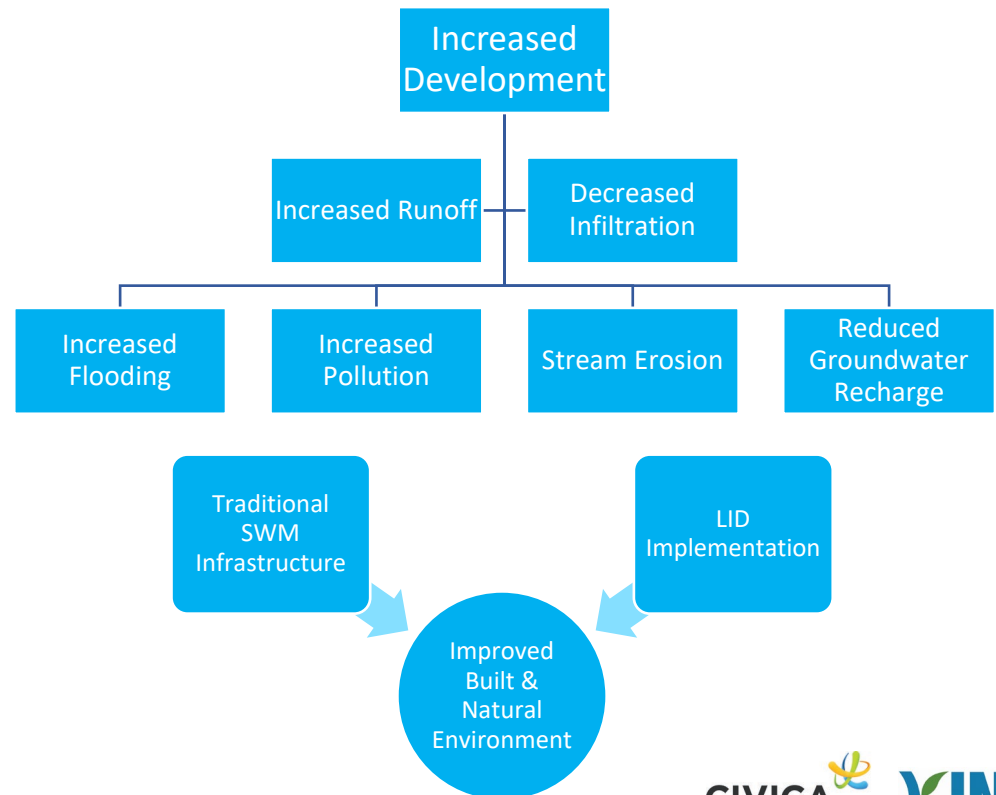 Increased
Development
Increased Runoff
Decreased
Infiltration
Increased
Flooding
Increased
Pollution
Stream Erosion
Reduced
Groundwater
Recharge
Traditional
SWM
Infrastructure
LID
Implementation
Improved
Built &
Natural
Environment
CIVICA